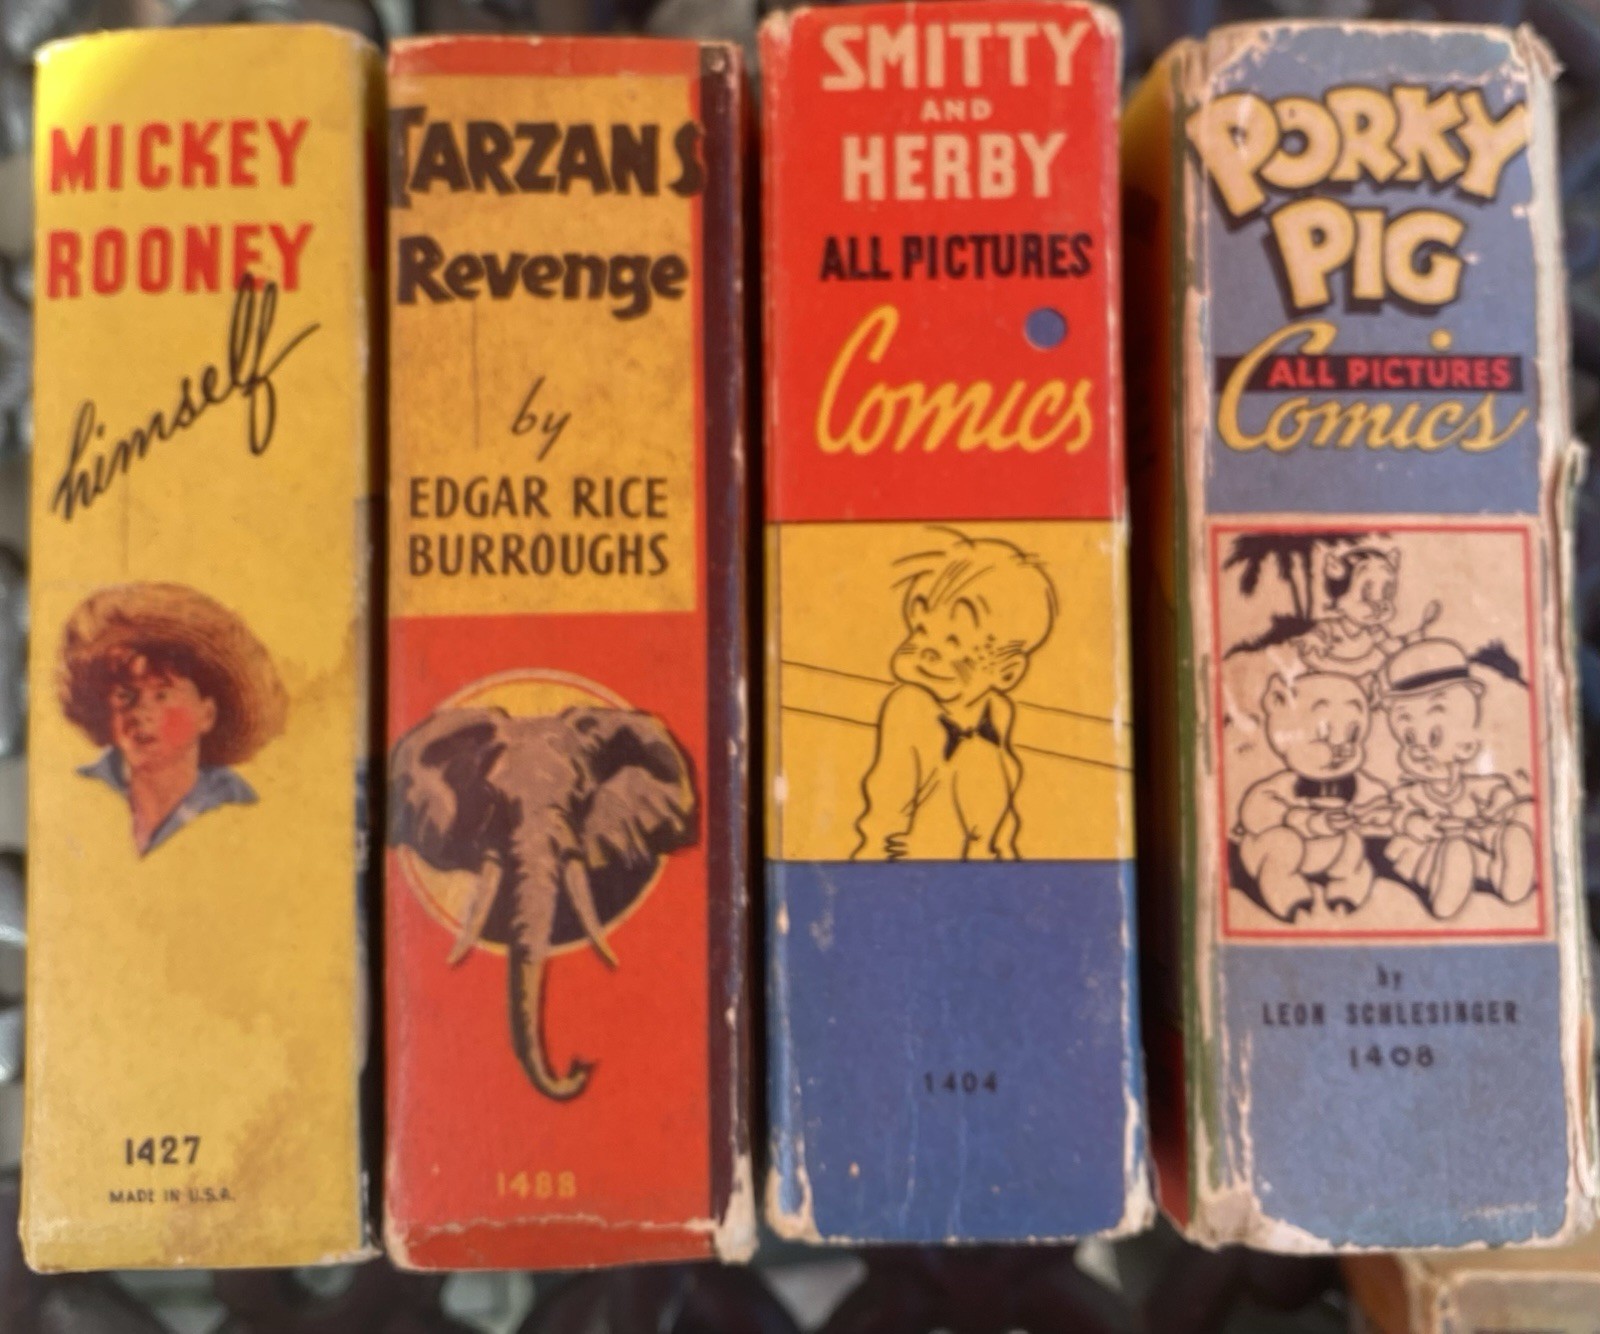 MICKEY
ROONEY
himself
1427
MADE IN U.S.A.
TARZANS
Revenge
by
EDGAR RICE
BURROUGHS
1488
SMITTY
AND
HERBY
ALL PICTURES
Comics
1404
PORKY
PIG
ALL PICTURES
Comics
by
LEON SCHLESINGER
1408